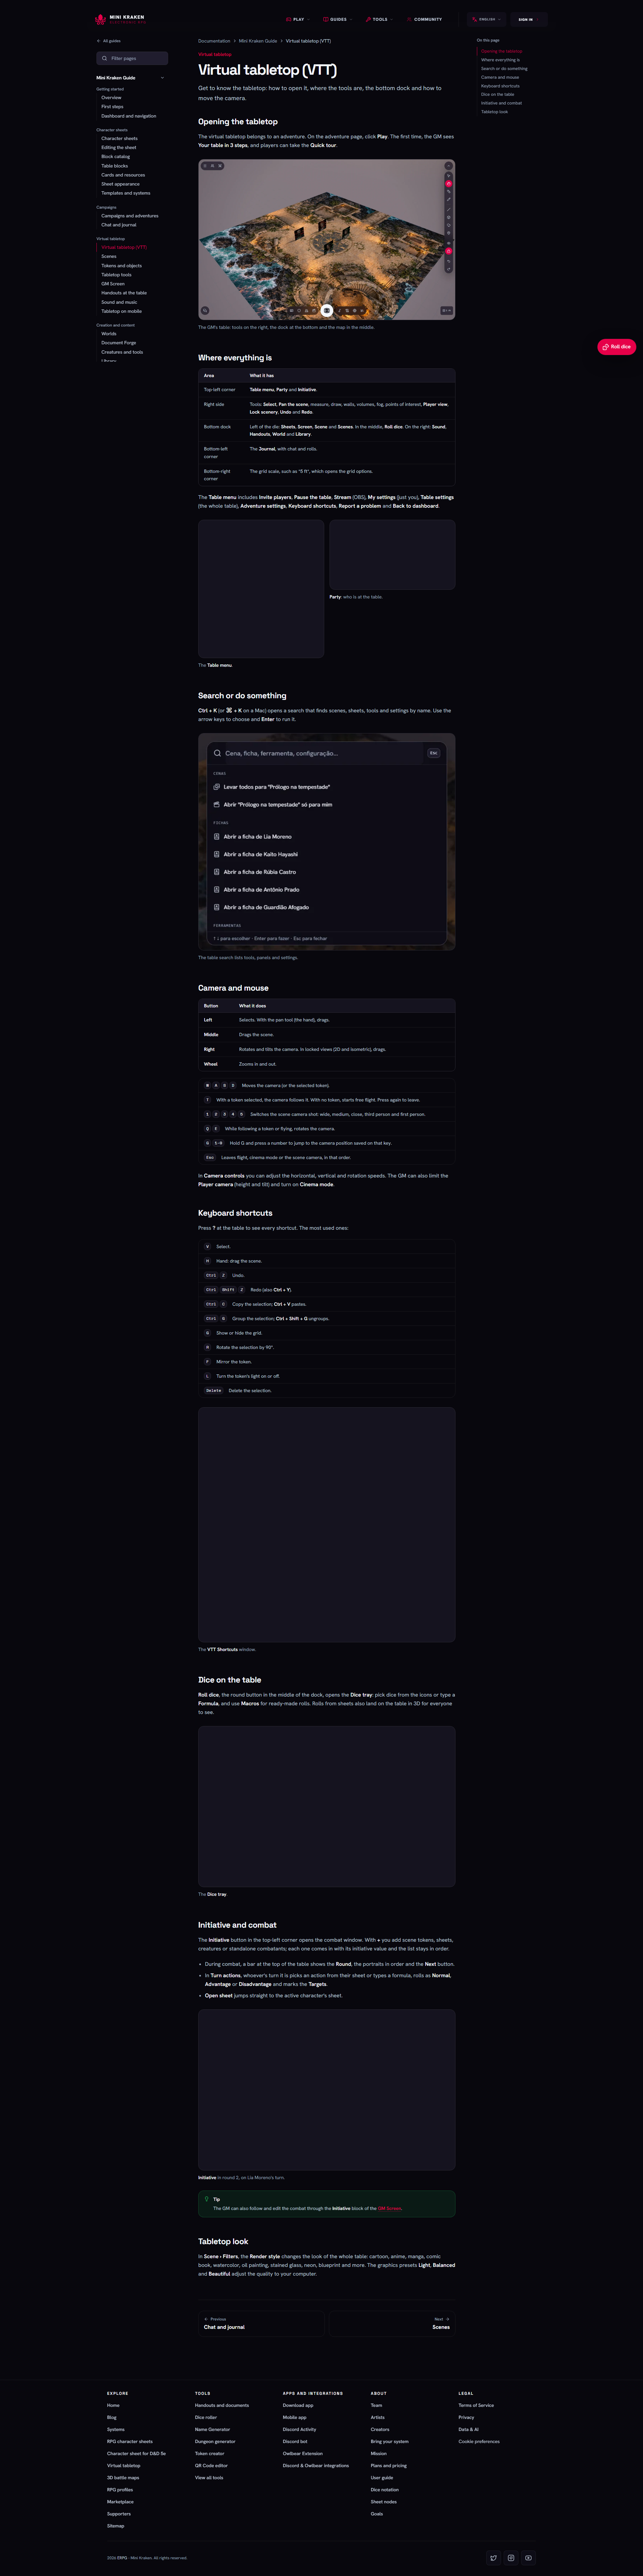 MINI KRAKEN
PLAY
GUIDES
TOOLS
COMMUNITY
ENGLISH
SIGN IN
All guides
Filter pages
Mini Kraken Guide
Getting started
Overview
First steps
Dashboard and navigation
Character sheets
Character sheets
Editing the sheet
Block catalog
Table blocks
Cards and resources
Sheet appearance
Templates and systems
Campaigns
Campaigns and adventures
Chat and journal
Virtual tabletop
Virtual tabletop (VTT)
Scenes
Tokens and objects
Tabletop tools
GM Screen
Handouts at the table
Sound and music
Tabletop on mobile
Creation and content
Worlds
Document Forge
Creatures and tools
Library
Documentation > Mini Kraken Guide > Virtual tabletop (VTT)
Virtual tabletop
Virtual tabletop (VTT)
Get to know the tabletop: how to open it, where the tools are, the bottom dock and how to
move the camera.
Opening the tabletop
The virtual tabletop belongs to an adventure. On the adventure page, click Play. The first time, the GM sees
Your table in 3 steps, and players can take the Quick tour.
The GM's table: tools on the right, the dock at the bottom and the map in the middle.
Where everything is
Area What it has
Top-left corner Table menu, Party and Initiative.
Right side Tools: Select, Pan the scene, measure, draw, walls, volumes, fog, points of interest, Player view,
Lock scenery, Undo and Redo.
Bottom dock Left of the die: Sheets, Screen, Scene and Scenes. In the middle, Roll dice. On the right: Sound,
Handouts, World and Library.
Bottom-left
corner
The Journal, with chat and rolls.
Bottom-right
corner
The grid scale, such as "5 ft", which opens the grid options.
The Table menu includes Invite players, Pause the table, Stream (OBS), My settings (just you), Table settings
(the whole table), Adventure settings, Keyboard shortcuts, Report a problem and Back to dashboard.
Party: who is at the table.
The Table menu.
Search or do something
Ctrl + K (or ⌘ + K on a Mac) opens a search that finds scenes, sheets, tools and settings by name. Use the
arrow keys to choose and Enter to run it.
Cena, ficha, ferramenta, configuração...
Esc
CENAS
Levar todos para "Prólogo na tempestade"
Abrir "Prólogo na tempestade" só para mim
FICHAS
Abrir a ficha de Lia Moreno
Abrir a ficha de Kaito Hayashi
Abrir a ficha de Rúbia Castro
Abrir a ficha de Antônio Prado
Abrir a ficha de Guardião Afogado
FERRAMENTAS
↑ ↓ para escolher · Enter para fazer · Esc para fechar
The table search lists tools, panels and settings.
Camera and mouse
Button What it does
Left Selects. With the pan tool (the hand), drags.
Middle Drags the scene.
Right Rotates and tilts the camera. In locked views (2D and isometric), drags.
Wheel Zooms in and out.
W A S D Moves the camera (or the selected token).
T With a token selected, the camera follows it. With no token, starts free flight. Press again to leave.
1 2 3 4 5 Switches the scene camera shot: wide, medium, close, third person and first person.
Q E While following a token or flying, rotates the camera.
G 1-9 Hold G and press a number to jump to the camera position saved on that key.
Esc Leaves flight, cinema mode or the scene camera, in that order.
In Camera controls you can adjust the horizontal, vertical and rotation speeds. The GM can also limit the
Player camera (height and tilt) and turn on Cinema mode.
Keyboard shortcuts
Press ? at the table to see every shortcut. The most used ones:
V Select.
H Hand: drag the scene.
Ctrl Z Undo.
Ctrl Shift Z Redo (also Ctrl + Y).
Ctrl C Copy the selection; Ctrl + V pastes.
Ctrl G Group the selection; Ctrl + Shift + G ungroups.
G Show or hide the grid.
R Rotate the selection by 90°.
F Mirror the token.
L Turn the token's light on or off.
Delete Delete the selection.
The VTT Shortcuts window.
Dice on the table
Roll dice, the round button in the middle of the dock, opens the Dice tray: pick dice from the icons or type a
Formula, and use Macros for ready-made rolls. Rolls from sheets also land on the table in 3D for everyone
to see.
The Dice tray.
Initiative and combat
The Initiative button in the top-left corner opens the combat window. With + you add scene tokens, sheets,
creatures or standalone combatants; each one comes in with its initiative value and the list stays in order.
• During combat, a bar at the top of the table shows the Round, the portraits in order and the Next button.
• In Turn actions, whoever's turn it is picks an action from their sheet or types a formula, rolls as Normal,
Advantage or Disadvantage and marks the Targets.
• Open sheet jumps straight to the active character's sheet.
Initiative in round 2, on Lia Moreno's turn.
Tip
The GM can also follow and edit the combat through the Initiative block of the GM Screen.
Tabletop look
In Scene › Filters, the Render style changes the look of the whole table: cartoon, anime, manga, comic
book, watercolor, oil painting, stained glass, neon, blueprint and more. The graphics presets Light, Balanced
and Beautiful adjust the quality to your computer.
Previous
Chat and journal
Next
Scenes
On this page
Opening the tabletop
Where everything is
Search or do something
Camera and mouse
Keyboard shortcuts
Dice on the table
Initiative and combat
Tabletop look
Roll dice
EXPLORE
Home
Blog
Systems
RPG character sheets
Character sheet for D&D 5e
Virtual tabletop
3D battle maps
RPG profiles
Marketplace
Supporters
Sitemap
TOOLS
Handouts and documents
Dice roller
Name Generator
Dungeon generator
Token creator
QR Code editor
View all tools
APPS AND INTEGRATIONS
Download app
Mobile app
Discord Activity
Discord bot
Owlbear Extension
Discord & Owlbear integrations
ABOUT
Team
Artists
Creators
Bring your system
Mission
Plans and pricing
User guide
Dice notation
Sheet nodes
Goals
LEGAL
Terms of Service
Privacy
Data & AI
Cookie preferences
2026 ERPG · Mini Kraken. All rights reserved.